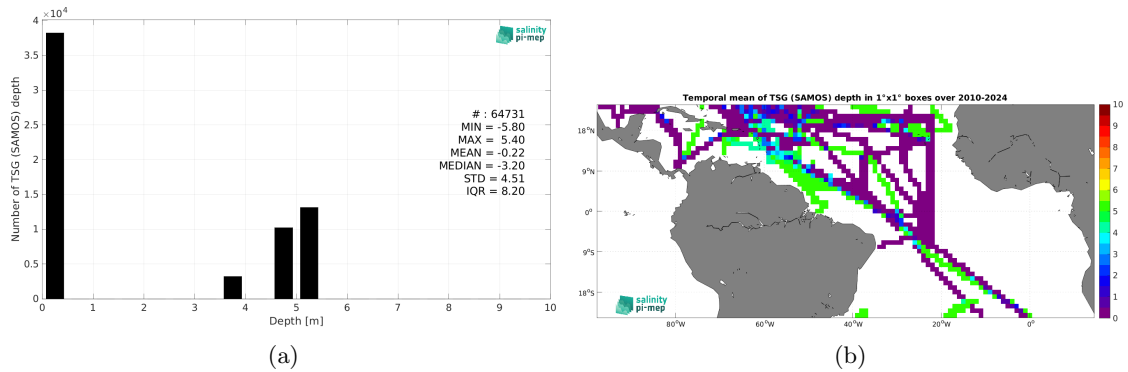 ×10⁴
4
3.5
3
2.5
2
1.5
1
0.5
0
Number of TSG (SAMOS) depth
0 1 2 3 4 5 6 7 8 9 10
Depth [m]
salinity
pi-mep
# : 64731
MIN = -5.80
MAX = 5.40
MEAN = -0.22
MEDIAN = -3.20
STD = 4.51
IQR = 8.20
(a)
Temporal mean of TSG (SAMOS) depth in 1°x1° boxes over 2010-2024
18°N
9°N
0°
9°S
18°S
80°W 60°W 40°W 20°W 0°
salinity
pi-mep
10
9
8
7
6
5
4
3
2
1
0
(b)